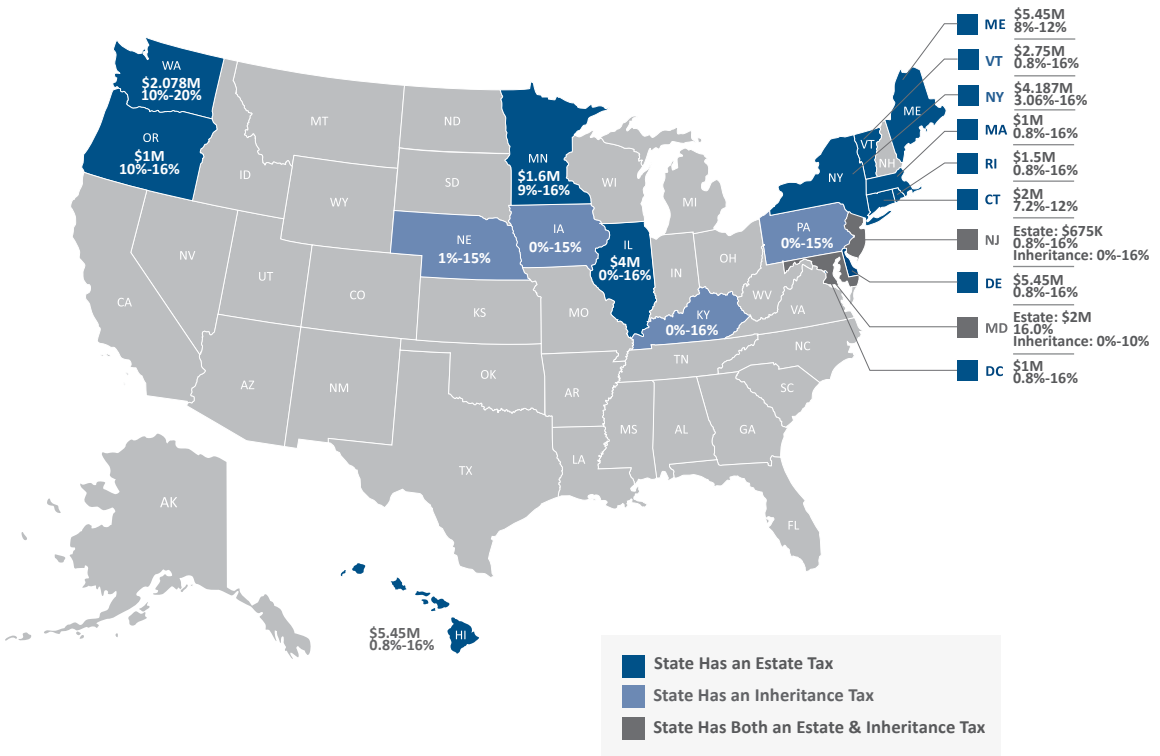 WA
$2.078M
10%-20%
OR
$1M
10%-16%
MT
ND
MN
$1.6M
9%-16%
ID
SD
WI
MI
WY
NE
1%-15%
IA
0%-15%
IL
$4M
0%-16%
IN
OH
PA
0%-15%
NY
VT
NH
ME
NV
UT
CO
CA
KS
MO
KY
0%-16%
WV
VA
AZ
NM
OK
AR
TN
NC
SC
TX
LA
MS
AL
GA
FL
AK
HI
$5.45M
0.8%-16%
ME
$5.45M
8%-12%
VT
$2.75M
0.8%-16%
NY
$4.187M
3.06%-16%
MA
$1M
0.8%-16%
RI
$1.5M
0.8%-16%
CT
$2M
7.2%-12%
NJ
Estate: $675K
0.8%-16%
Inheritance: 0%-16%
DE
$5.45M
0.8%-16%
MD
Estate: $2M
16.0%
Inheritance: 0%-10%
DC
$1M
0.8%-16%
State Has an Estate Tax
State Has an Inheritance Tax
State Has Both an Estate & Inheritance Tax